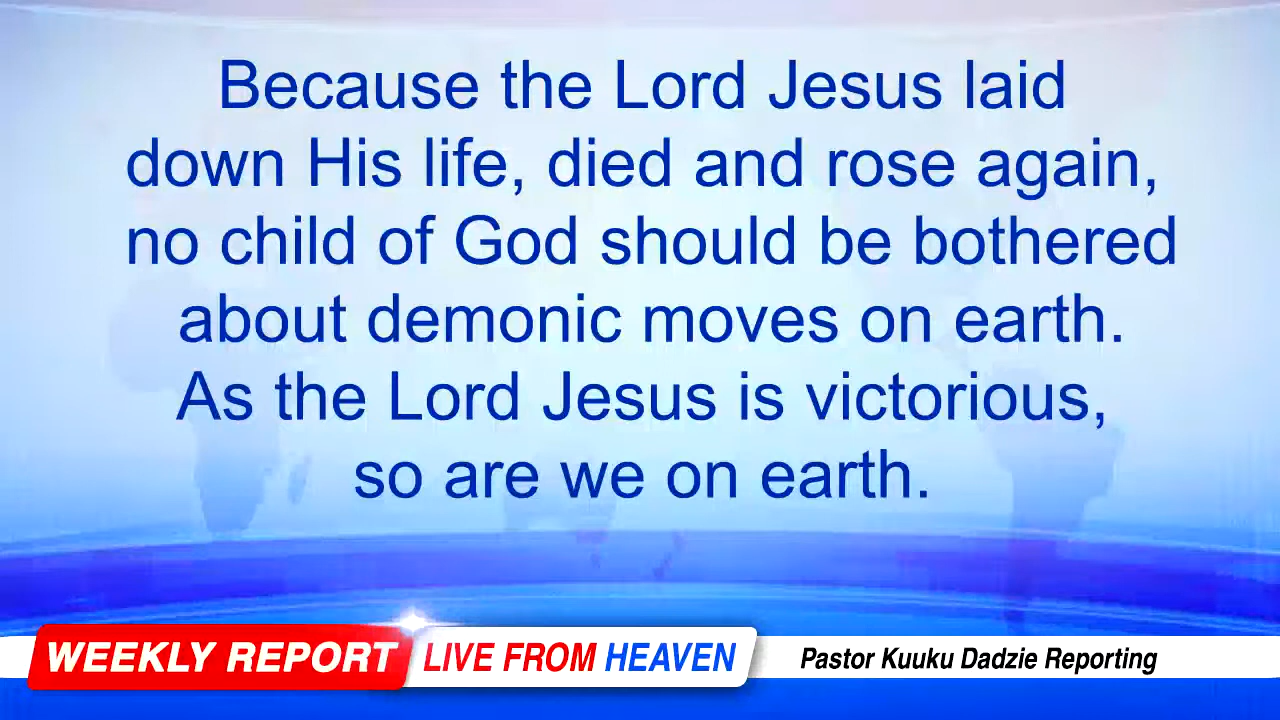 Because the Lord Jesus laid
down His life, died and rose again,
no child of God should be bothered
about demonic moves on earth.
As the Lord Jesus is victorious,
so are we on earth.
WEEKLY REPORT LIVE FROM HEAVEN Pastor Kuuku Dadzie Reporting